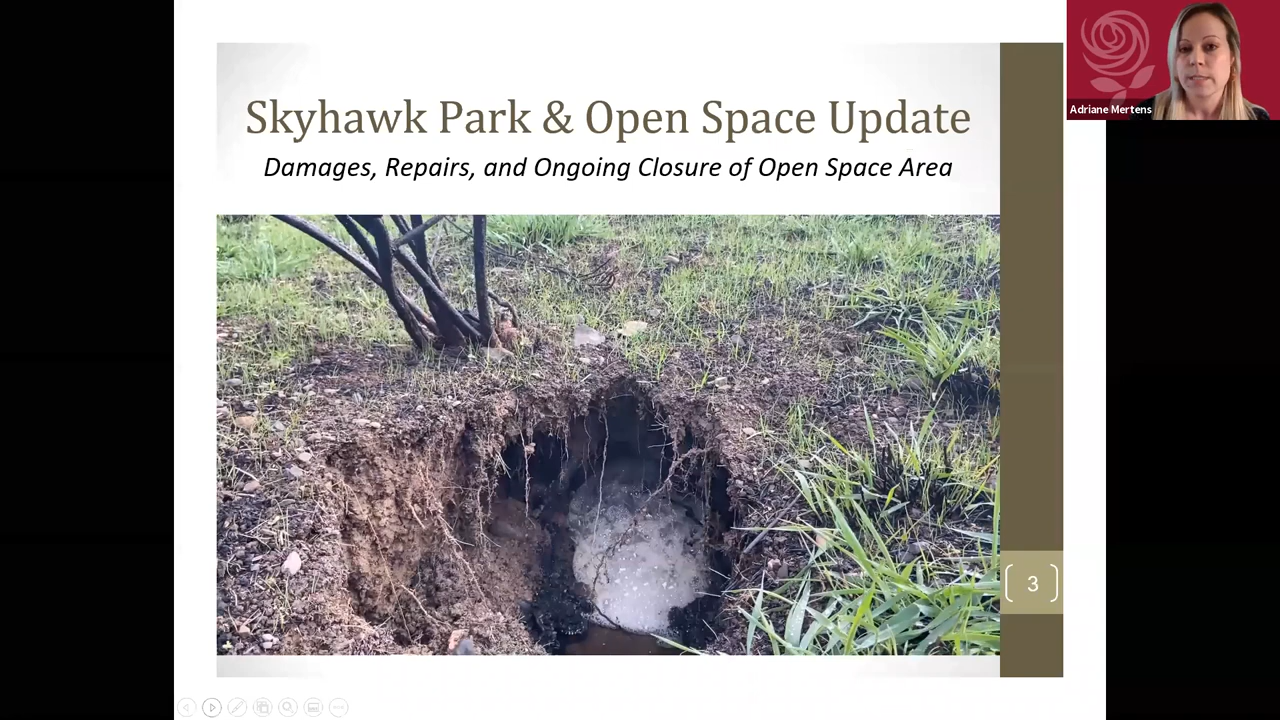 Skyhawk Park & Open Space Update
Damages, Repairs, and Ongoing Closure of Open Space Area
Adriane Mertens
3